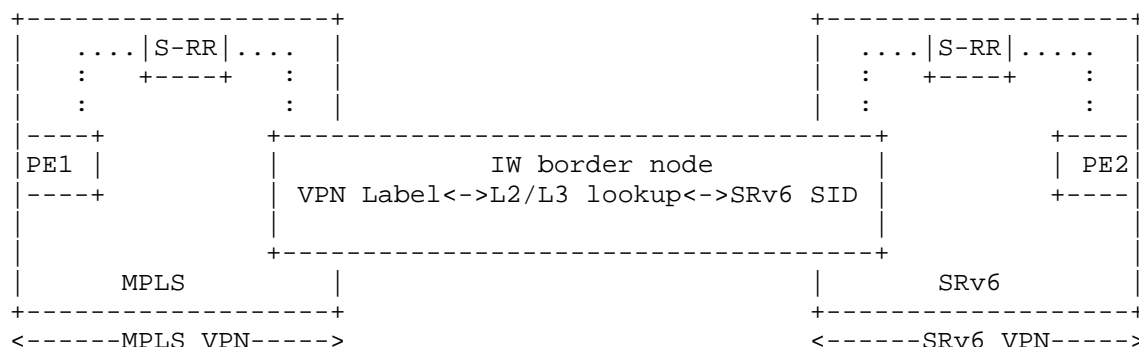 S-RR S-RR
PE1 IW border node PE2
VPN Label<->L2/L3 lookup<->SRv6 SID
MPLS SRv6
<------MPLS VPN-----> <------SRv6 VPN----->